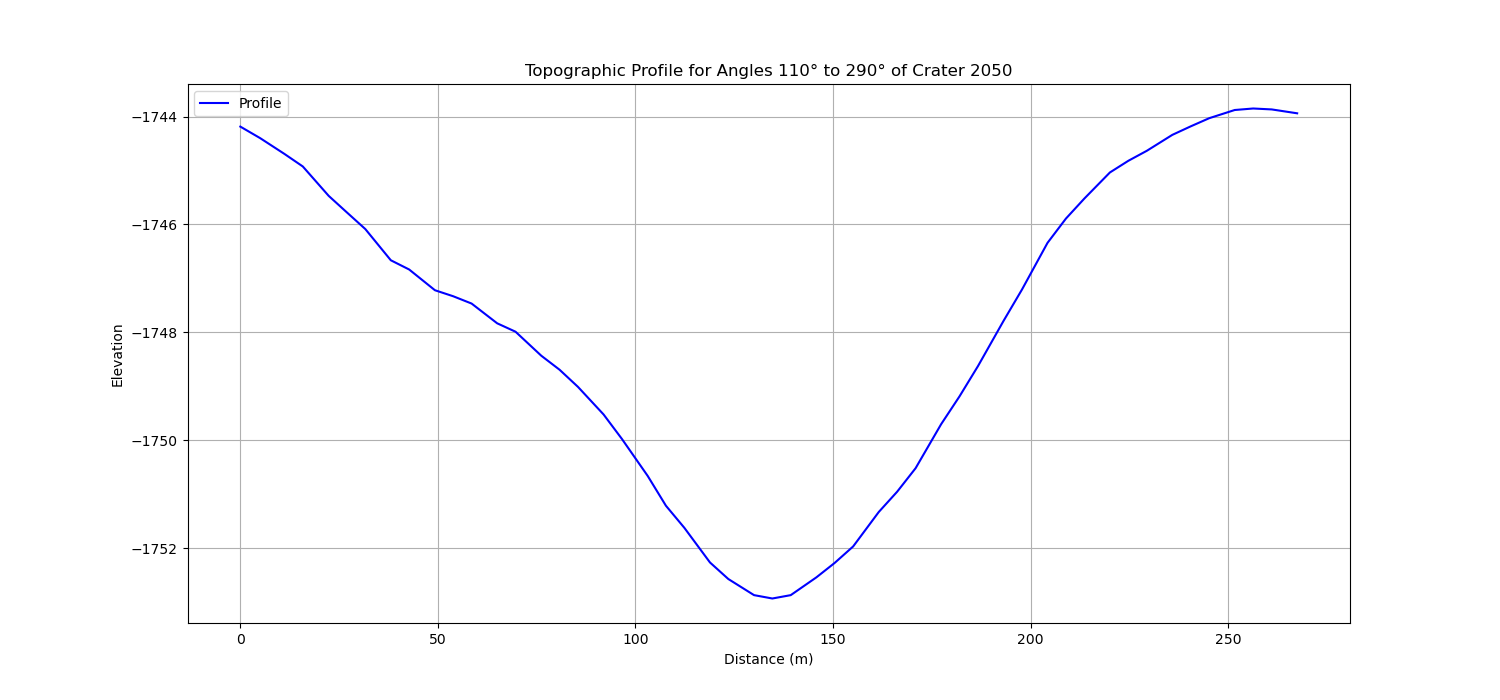 Topographic Profile for Angles 110° to 290° of Crater 2050
Profile
−1744
−1746
−1748
−1750
−1752
Elevation
0
50
100
150
200
250
Distance (m)